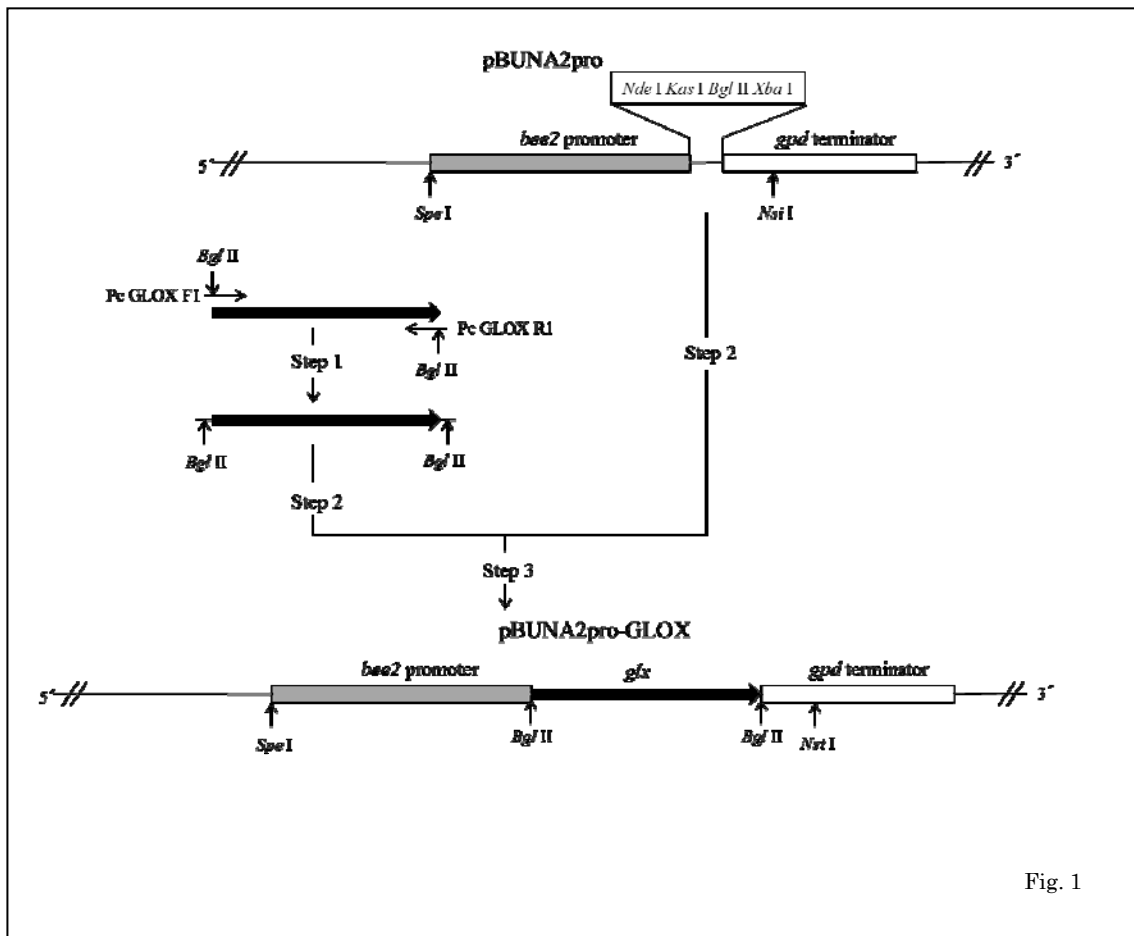 pBUNA2pro
Nde I Kas I Bgl II Xba I
bee2 promoter
gpd terminator
5´
3´
Spe I
Nsi I
Bgl II
Pc GLOX F1
Pc GLOX R1
Step 1
Bgl II
Step 2
Bgl II
Bgl II
Step 2
Step 3
pBUNA2pro-GLOX
bee2 promoter
glx
gpd terminator
5´
3´
Spe I
Bgl II
Bgl II
Nsi I
Fig. 1